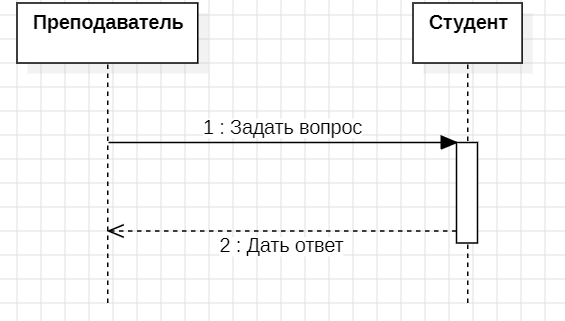 Преподаватель
Студент
1 : Задать вопрос
2 : Дать ответ